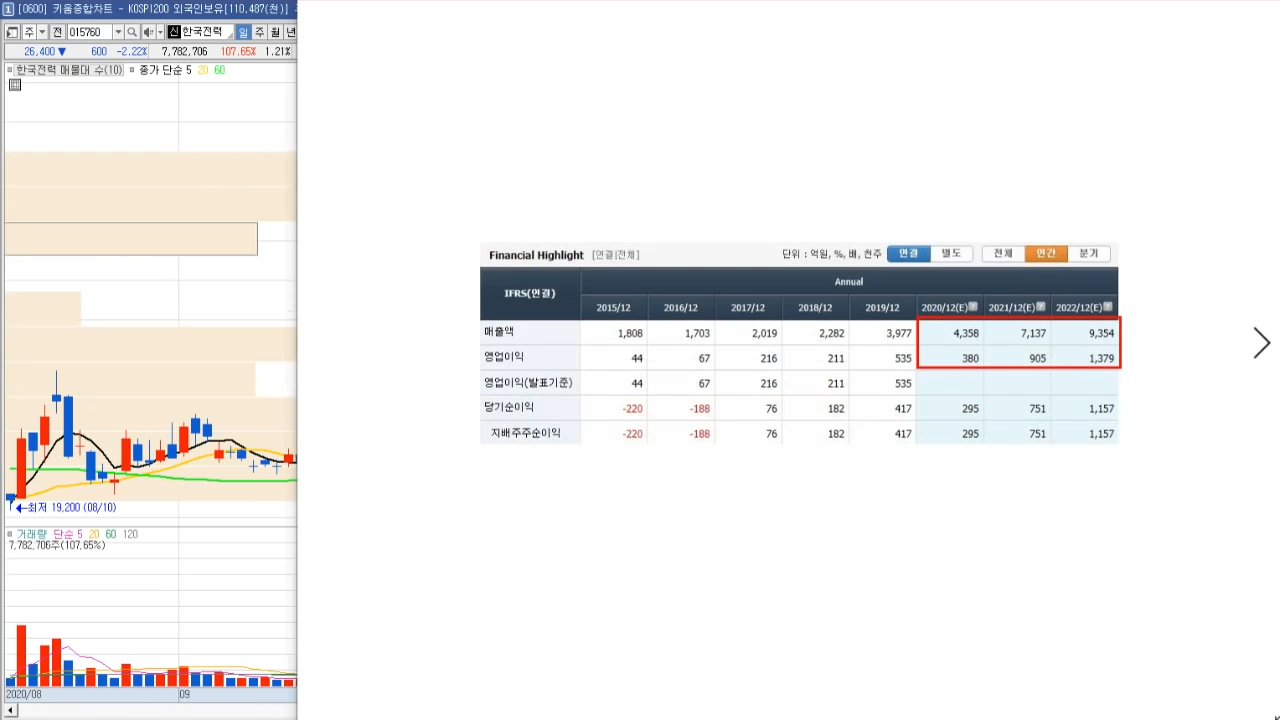 1 [0600] 키움종합차트 - KOSPI200 외국인보유[110,487(천)]
주 전 015760 신 한국전력 일 주 월 년
26,400 ▼ 600 -2.22% 7,782,706 107.65% 1.21%
한국전력 매물대 수(10) 종가 단순 5 20 60
최저 19,200 (08/10)
거래량 단순 5 20 60 120
7,782,706주(107.65%)
2020/08 09
Financial Highlight [연결|전체] 단위 : 억원, %, 배, 천주 연결 별도 전체 연간 분기
IFRS(연결) Annual
2015/12 2016/12 2017/12 2018/12 2019/12 2020/12(E) 2021/12(E) 2022/12(E)
매출액 1,808 1,703 2,019 2,282 3,977 4,358 7,137 9,354
영업이익 44 67 216 211 535 380 905 1,379
영업이익(발표기준) 44 67 216 211 535
당기순이익 -220 -188 76 182 417 295 751 1,157
지배주주순이익 -220 -188 76 182 417 295 751 1,157